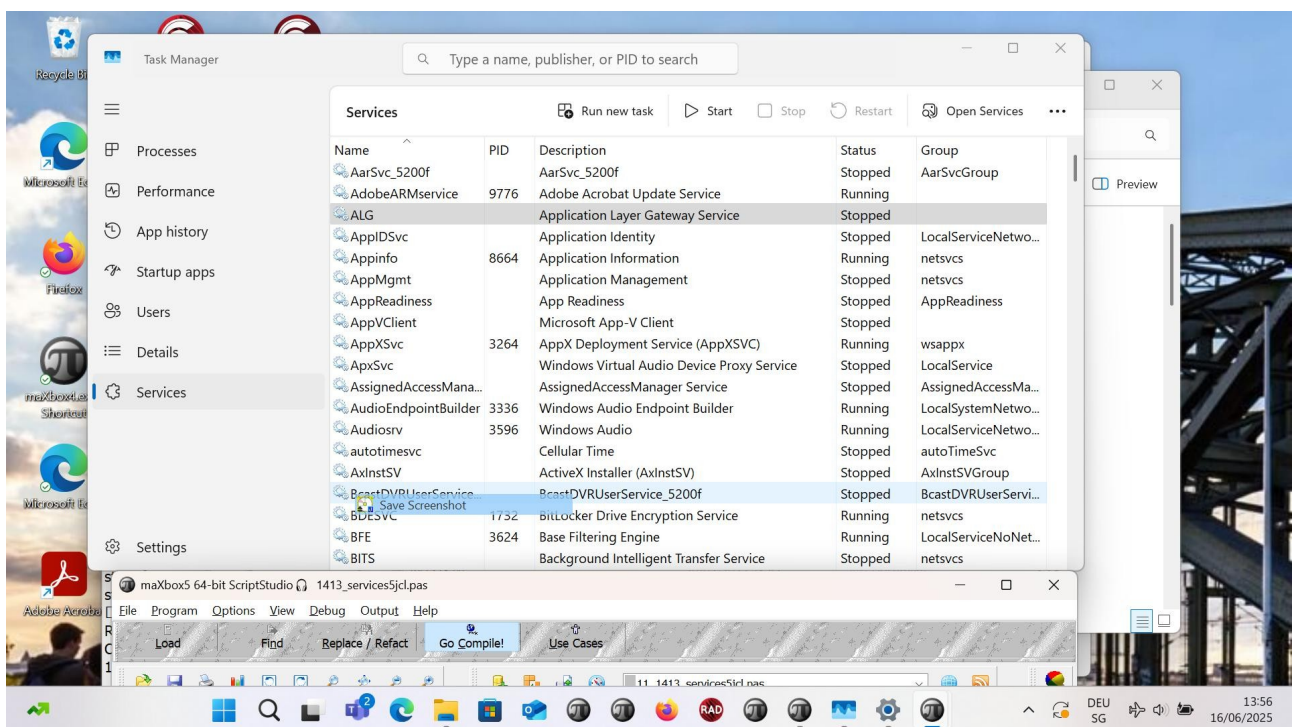 Recycle Bi
Task Manager
Type a name, publisher, or PID to search
Services
Run new task
Start
Stop
Restart
Open Services
Processes
Performance
App history
Startup apps
Users
Details
Services
Settings
Name PID Description Status Group
AarSvc_5200f AarSvc_5200f Stopped AarSvcGroup
AdobeARMservice 9776 Adobe Acrobat Update Service Running
ALG Application Layer Gateway Service Stopped
AppIDSvc Application Identity Stopped LocalServiceNetwo...
Appinfo 8664 Application Information Running netsvcs
AppMgmt Application Management Stopped netsvcs
AppReadiness App Readiness Stopped AppReadiness
AppVClient Microsoft App-V Client Stopped
AppXSvc 3264 AppX Deployment Service (AppXSVC) Running wsappx
ApxSvc Windows Virtual Audio Device Proxy Service Stopped LocalService
AssignedAccessMana... AssignedAccessManager Service Stopped AssignedAccessMa...
AudioEndpointBuilder 3336 Windows Audio Endpoint Builder Running LocalSystemNetwo...
Audiosrv 3596 Windows Audio Running LocalServiceNetwo...
autotimesvc Cellular Time Stopped autoTimeSvc
AxInstSV ActiveX Installer (AxInstSV) Stopped AxInstSVGroup
BcastDVRUserService... BcastDVRUserService_5200f Stopped BcastDVRUserServi...
Save Screenshot
BDESVC 1732 BitLocker Drive Encryption Service Running netsvcs
BFE 3624 Base Filtering Engine Running LocalServiceNoNet...
BITS Background Intelligent Transfer Service Stopped netsvcs
Preview
Microsoft
Firefox
Shortcut
Microsoft
Adobe
maXbox5 64-bit ScriptStudio 1413_services5jcl.pas
File Program Options View Debug Output Help
Load
Find
Replace / Refact
Go Compile!
Use Cases
11_1413_services5jcl.pas
RAD
2
DEU
SG
13:56
16/06/2025